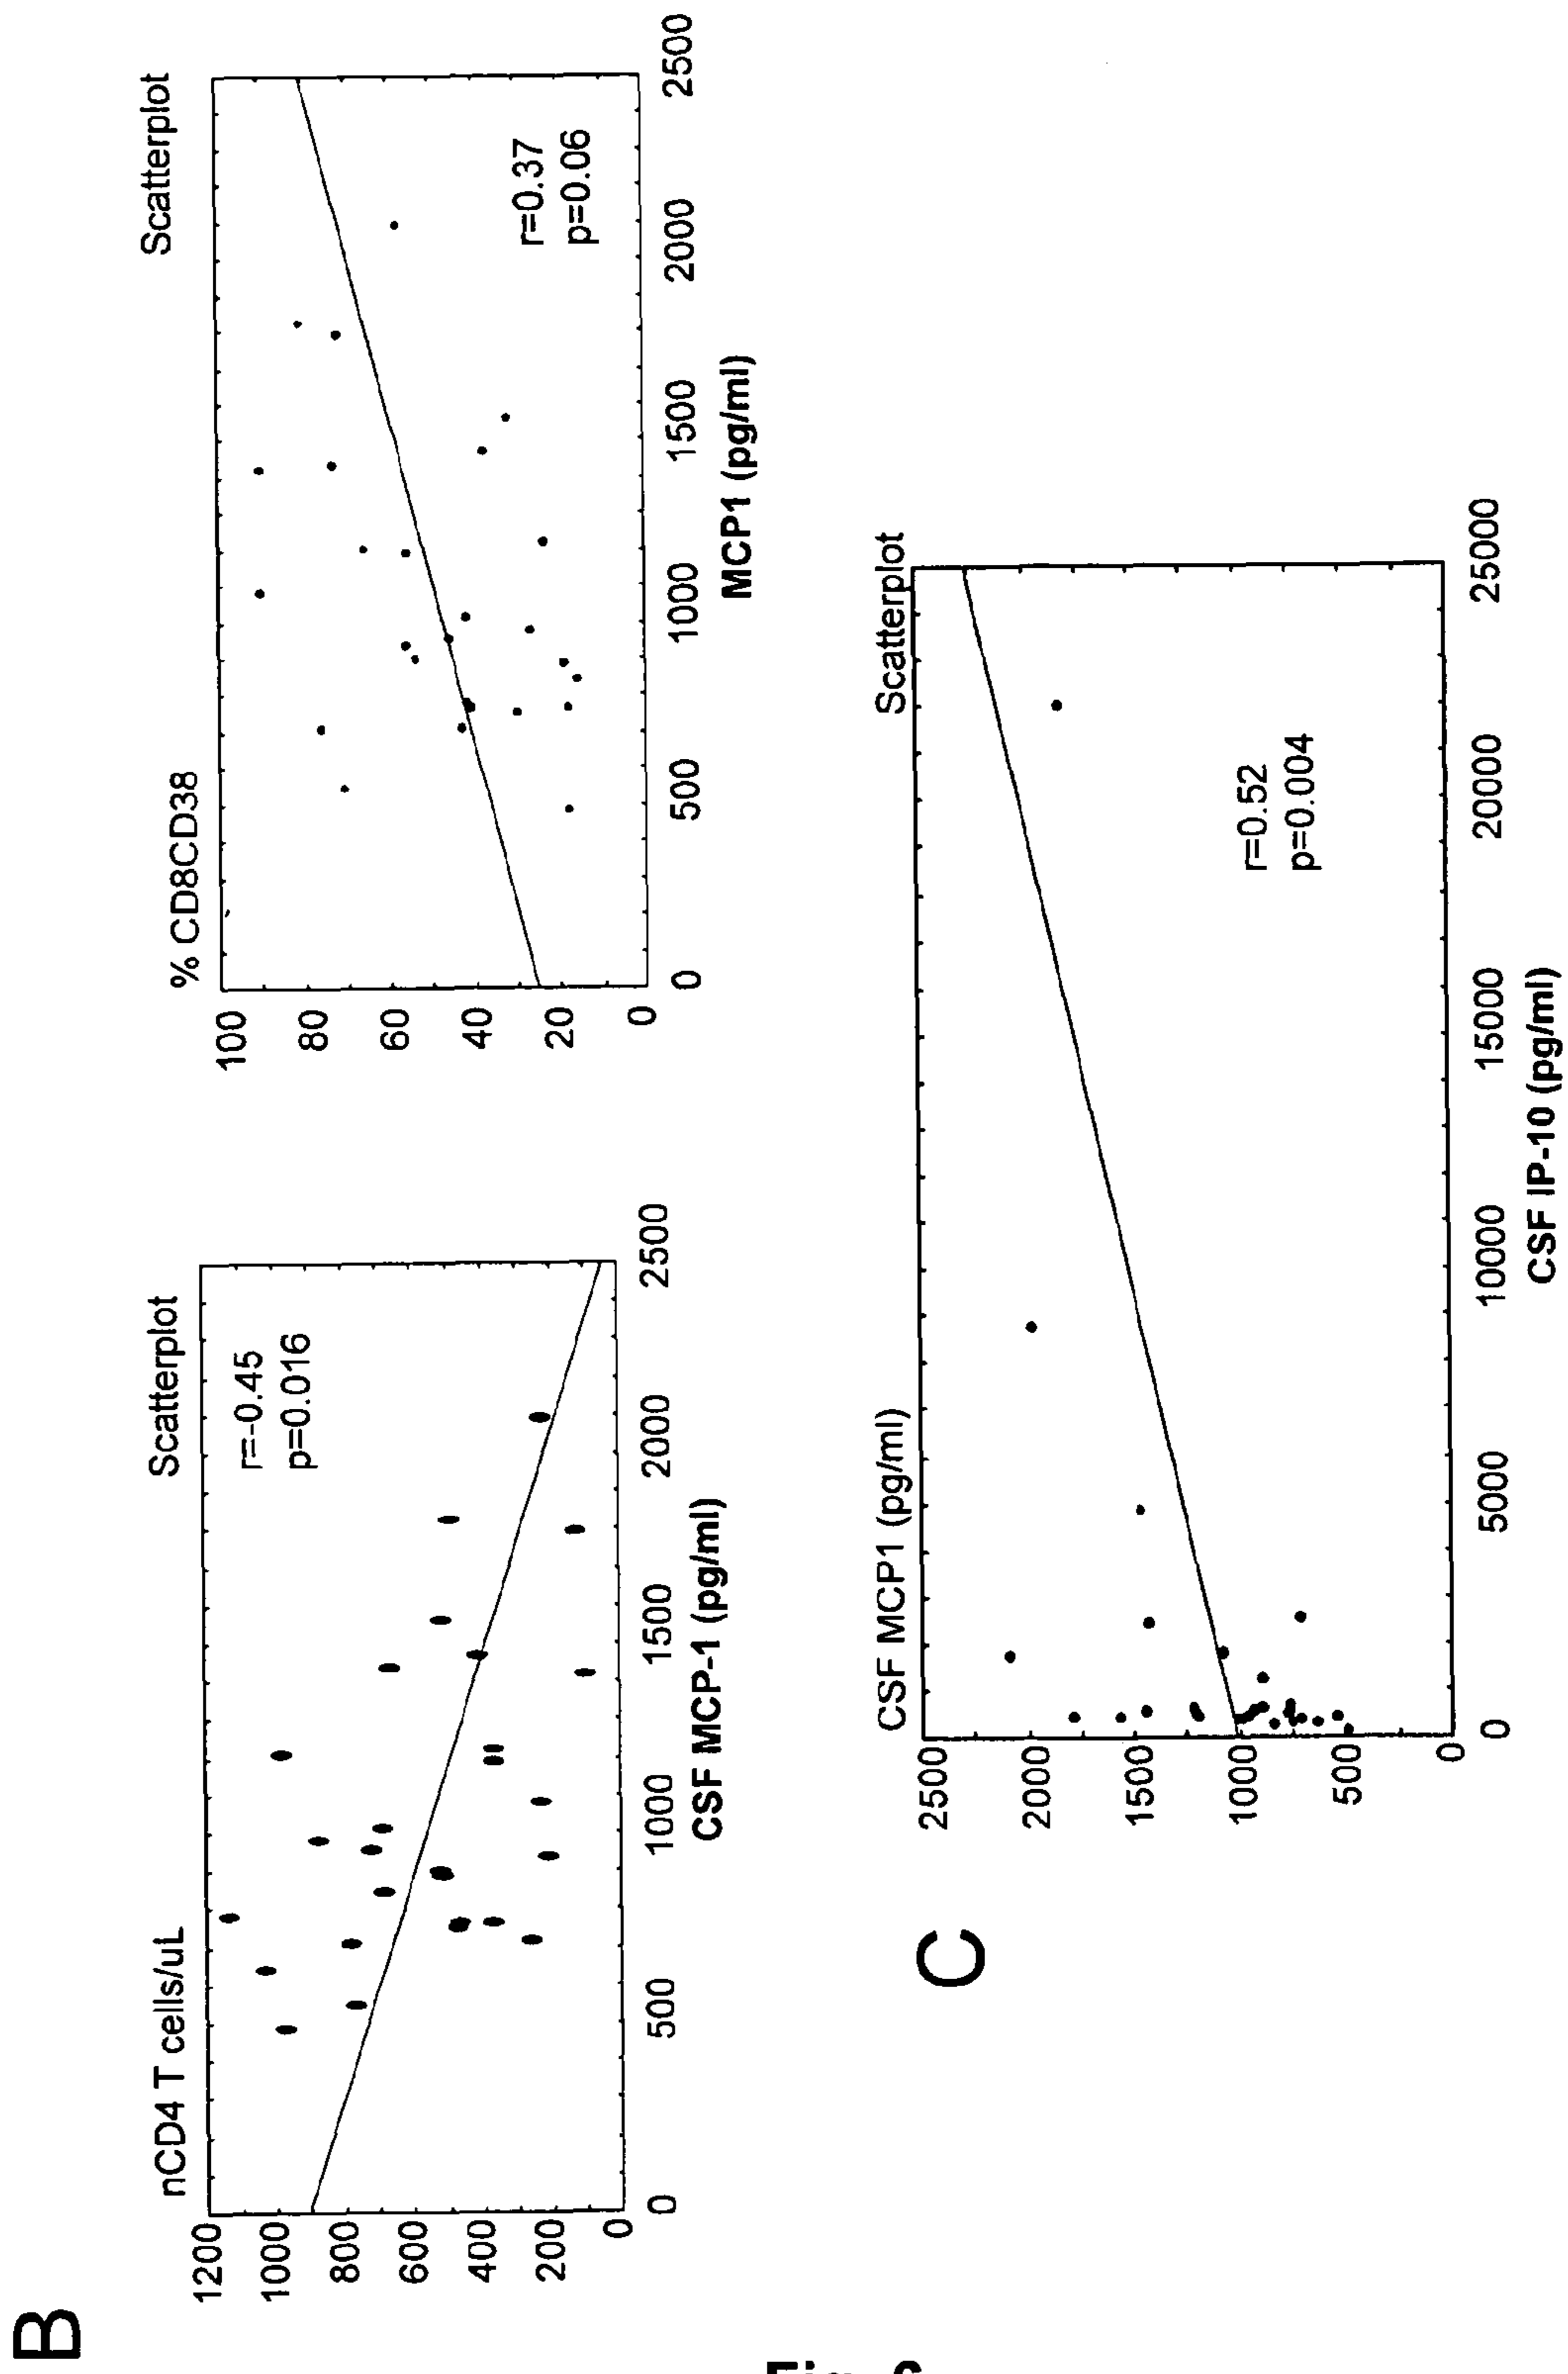 B
nCD4 T cells/uL
Scatterplot
r=-0.45
p=0.016
1200
1000
800
600
400
200
0
0 500 1000 1500 2000 2500
CSF MCP-1 (pg/ml)
% CD8CD38
Scatterplot
r=0.37
p=0.06
100
80
60
40
20
0
0 500 1000 1500 2000 2500
MCP1 (pg/ml)
C
CSF MCP1 (pg/ml)
Scatterplot
r=0.52
p=0.004
2500
2000
1500
1000
500
0
0 5000 10000 15000 20000 25000
CSF IP-10 (pg/ml)